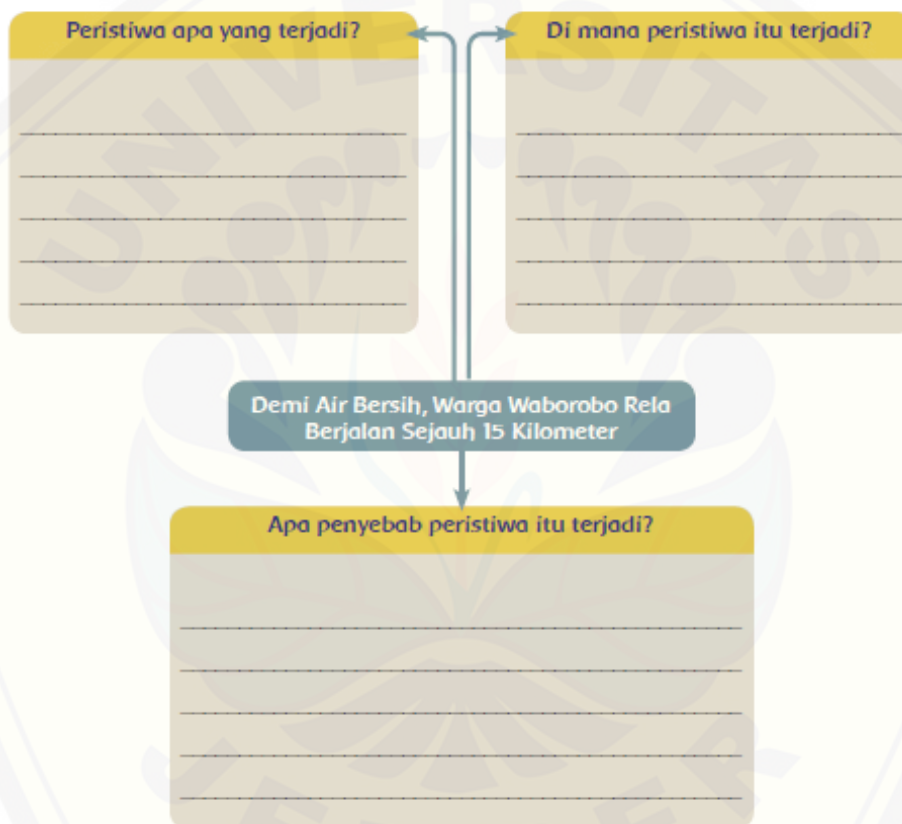 Peristiwa apa yang terjadi?
Di mana peristiwa itu terjadi?
Demi Air Bersih, Warga Waborobo Rela
Berjalan Sejauh 15 Kilometer
Apa penyebab peristiwa itu terjadi?
UNIVERSITAS